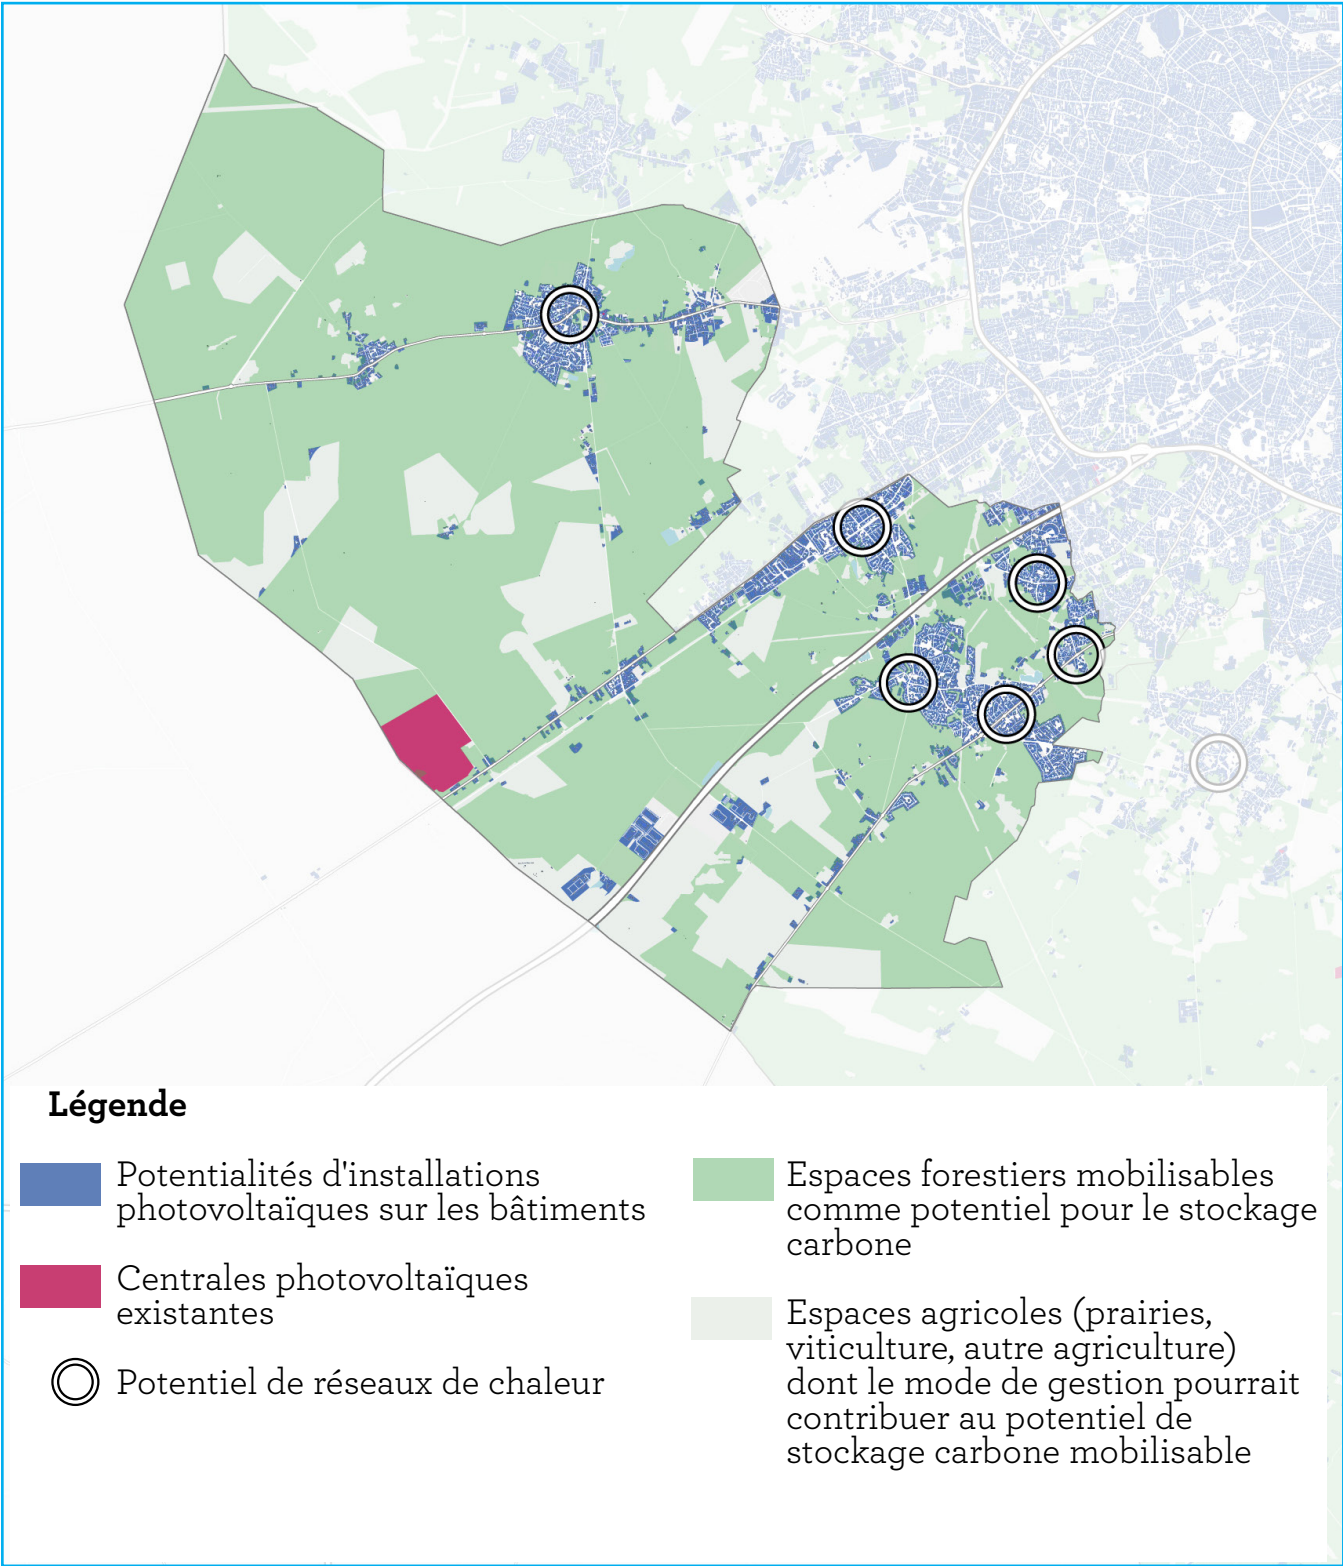 Légende
Potentialités d'installations
photovoltaïques sur les bâtiments
Centrales photovoltaïques
existantes
Potentiel de réseaux de chaleur
Espaces forestiers mobilisables
comme potentiel pour le stockage
carbone
Espaces agricoles (prairies,
viticulture, autre agriculture)
dont le mode de gestion pourrait
contribuer au potentiel de
stockage carbone mobilisable